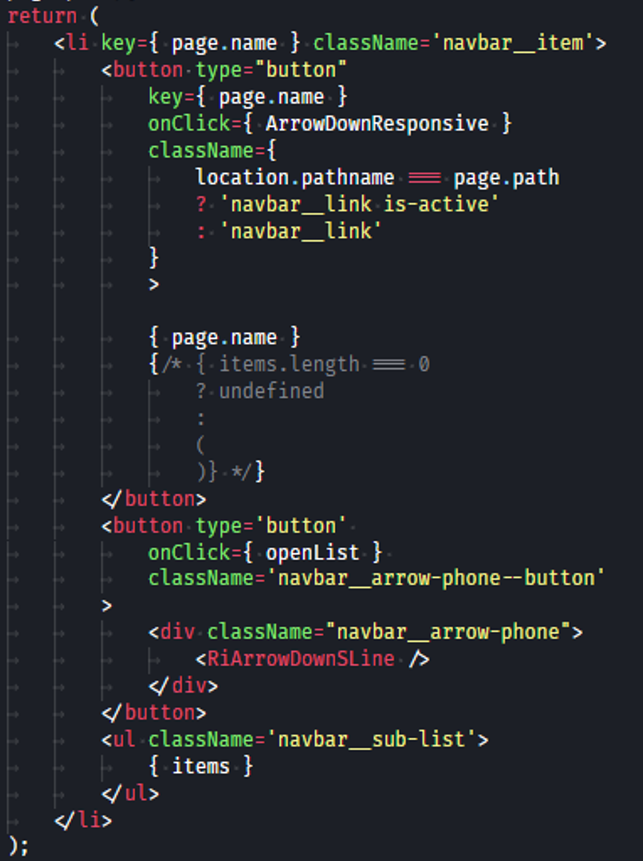 return (
<li key={ page.name } className='navbar__item'>
<button type="button"
key={ page.name }
onClick={ ArrowDownResponsive }
className={
location.pathname === page.path
? 'navbar__link is-active'
: 'navbar__link'
}
>
{ page.name }
{/* { items.length === 0
? undefined
:
(
)} */}
</button>
<button type='button'
onClick={ openList }
className='navbar__arrow-phone--button'
>
<div className="navbar__arrow-phone">
<RiArrowDownSLine />
</div>
</button>
<ul className='navbar__sub-list'>
{ items }
</ul>
</li>
);